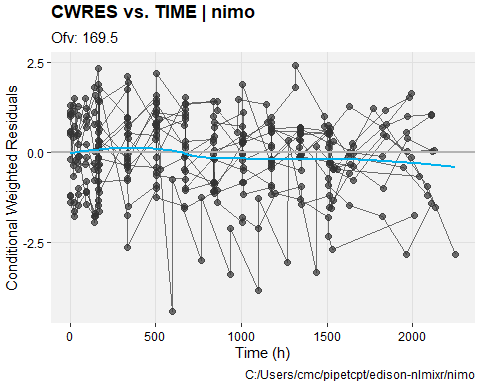 CWRES vs. TIME | nimo
Ofv: 169.5
Conditional Weighted Residuals
2.5
0.0
-2.5
0
500
1000
1500
2000
Time (h)
C:/Users/cmc/pipetcpt/edison-nlmixr/nimo